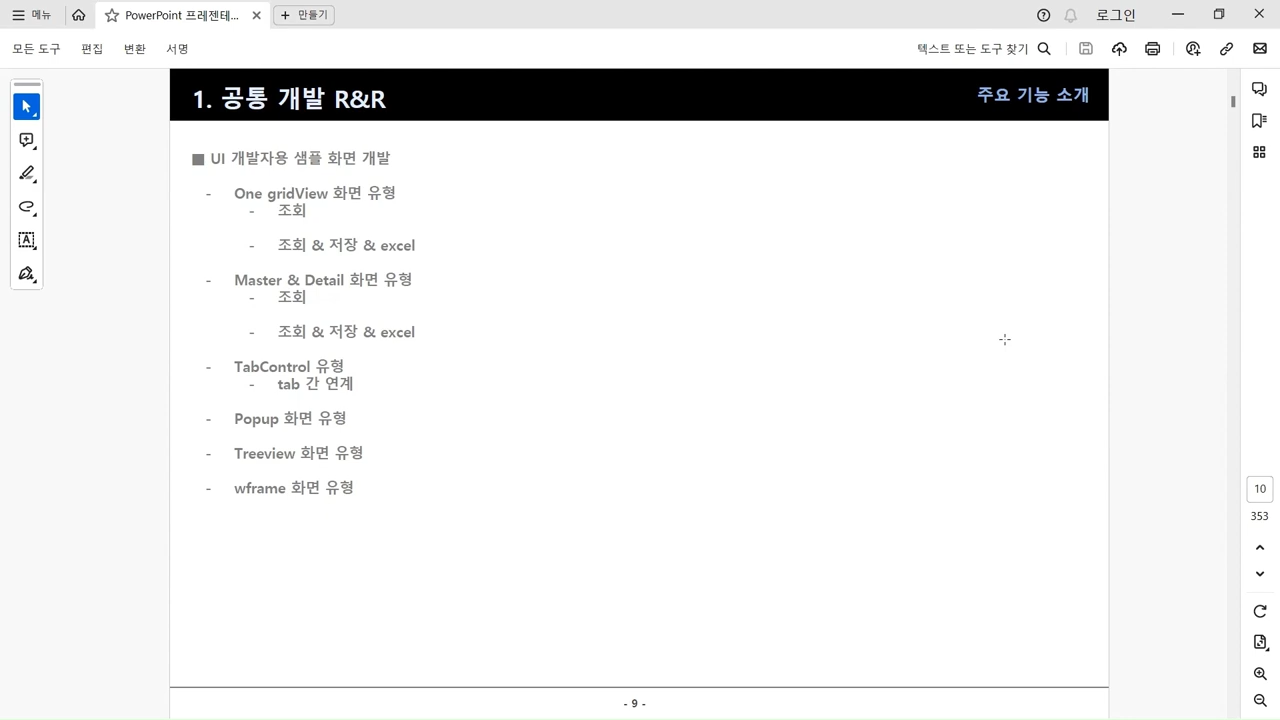 메뉴
PowerPoint 프레젠테...
만들기
로그인
모든 도구
편집
변환
서명
텍스트 또는 도구 찾기
1. 공통 개발 R&R
주요 기능 소개
■ UI 개발자용 샘플 화면 개발
- One gridView 화면 유형
- 조회
- 조회 & 저장 & excel
- Master & Detail 화면 유형
- 조회
- 조회 & 저장 & excel
- TabControl 유형
- tab 간 연계
- Popup 화면 유형
- Treeview 화면 유형
- wframe 화면 유형
10
353
- 9 -